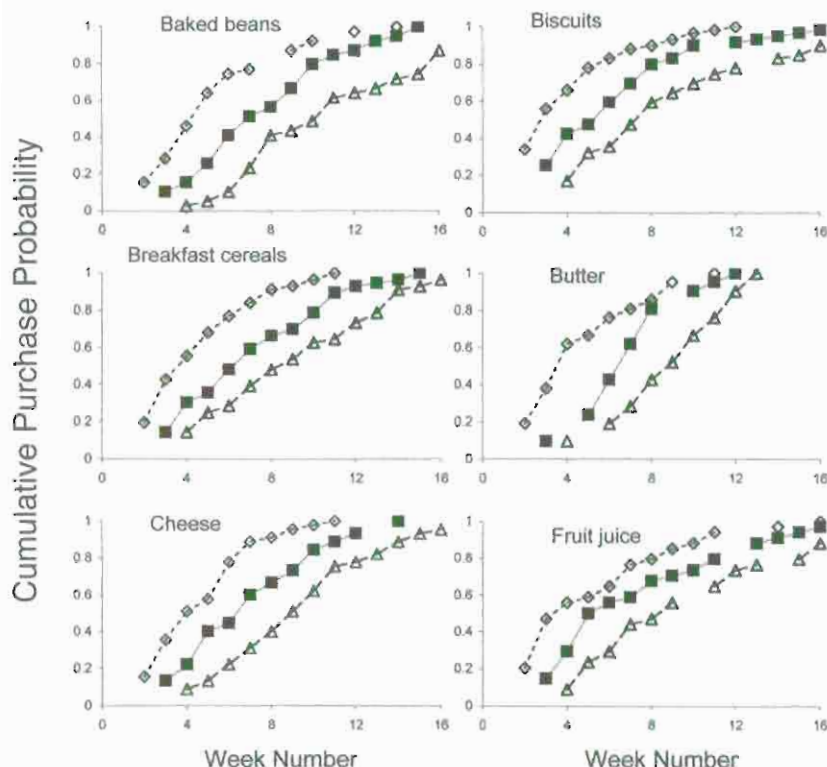 Cumulative Purchase Probability
Baked beans
1
0.8
0.6
0.4
0.2
0
0 4 8 12 16
Biscuits
1
0.8
0.6
0.4
0.2
0
0 4 8 12 16
Breakfast cereals
1
0.8
0.6
0.4
0.2
0
0 4 8 12 16
Butter
1
0.8
0.6
0.4
0.2
0
0 4 8 12 16
Cheese
1
0.8
0.6
0.4
0.2
0
0 4 8 12 16
Fruit juice
1
0.8
0.6
0.4
0.2
0
0 4 8 12 16
Week Number
Week Number